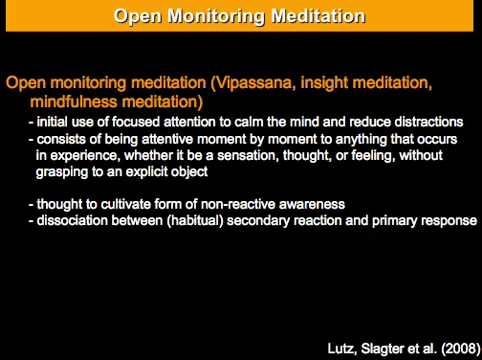 Open Monitoring Meditation
Open monitoring meditation (Vipassana, insight meditation,
mindfulness meditation)
- initial use of focused attention to calm the mind and reduce distractions
- consists of being attentive moment by moment to anything that occurs
in experience, whether it be a sensation, thought, or feeling, without
grasping to an explicit object
- thought to cultivate form of non-reactive awareness
- dissociation between (habitual) secondary reaction and primary response
Lutz, Slagter et al. (2008)